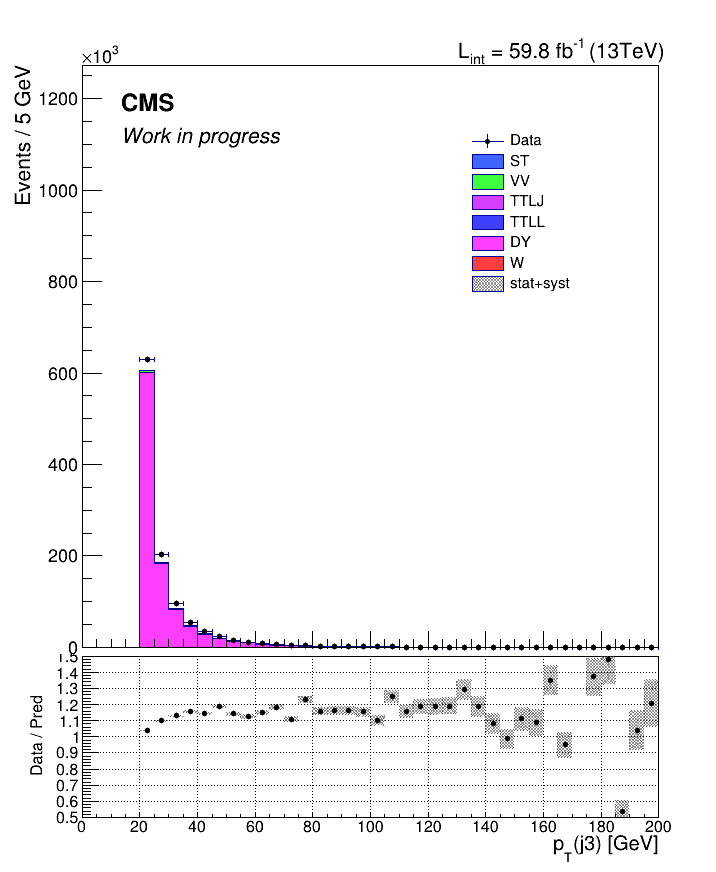 ×10³
L_int = 59.8 fb⁻¹ (13TeV)
Events / 5 GeV
1200
1000
800
600
400
200
0
CMS
Work in progress
Data
ST
VV
TTLJ
TTLL
DY
W
stat+syst
Data / Pred
1.5
1.4
1.3
1.2
1.1
1
0.9
0.8
0.7
0.6
0.5
0 20 40 60 80 100 120 140 160 180 200
p_T(j3) [GeV]